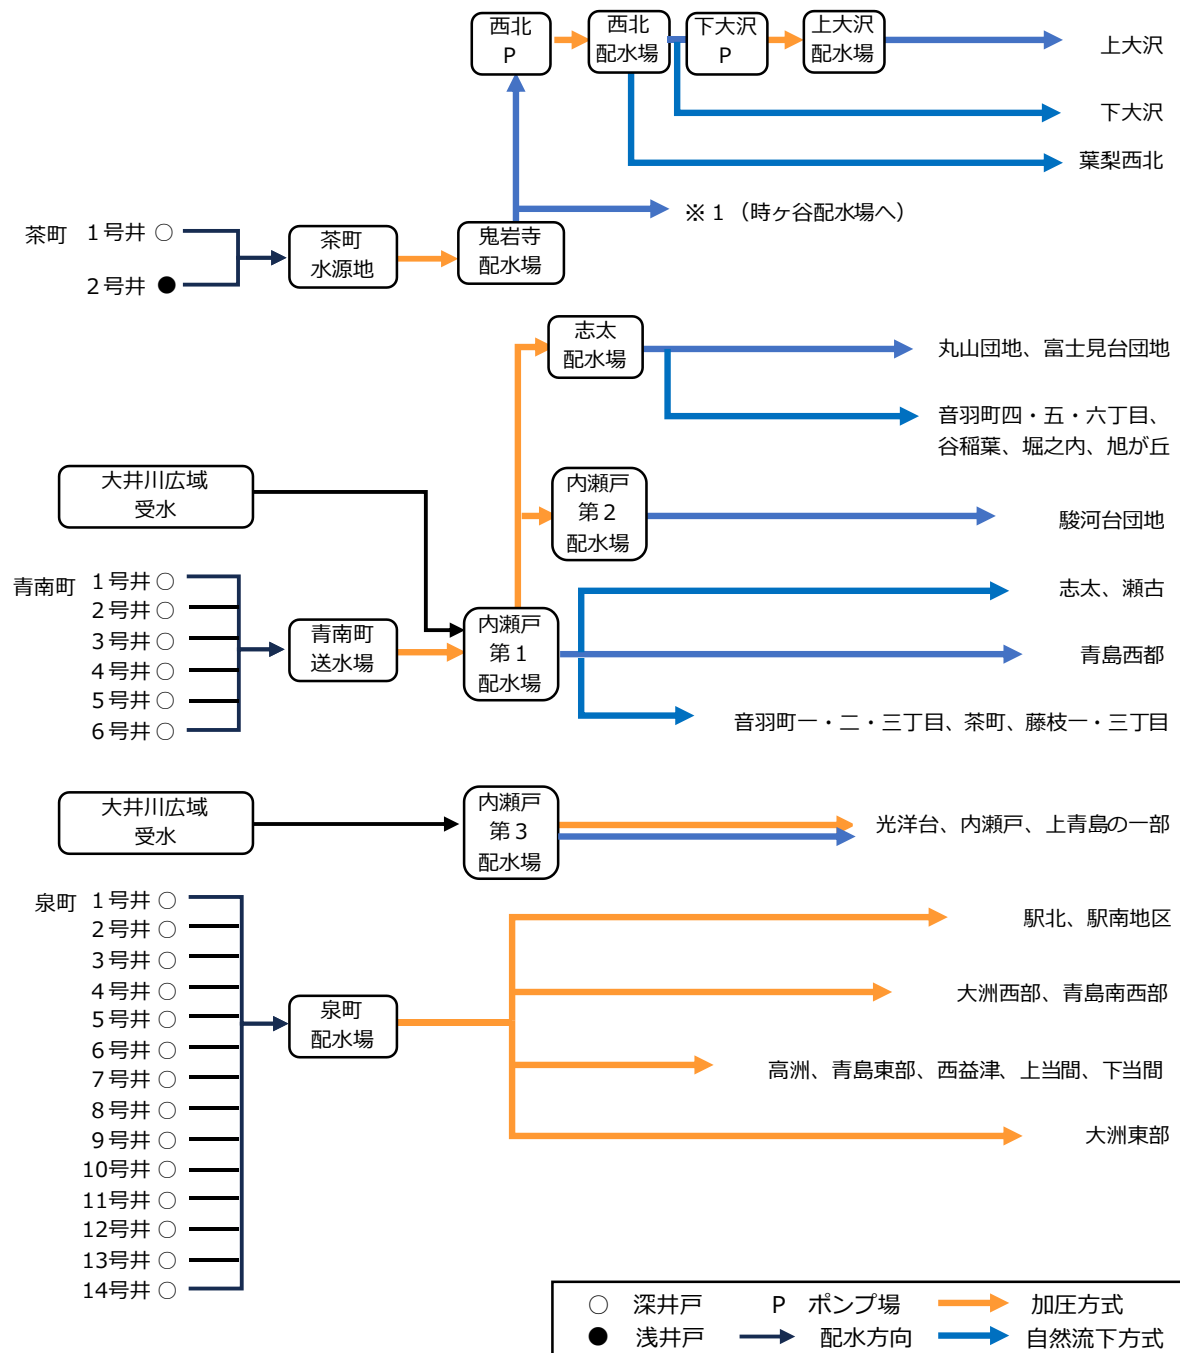 西北
P
西北
配水場
下大沢
P
上大沢
配水場
上大沢
下大沢
葉梨西北
※１（時ヶ谷配水場へ）
茶町
1号井 ○
2号井 ●
茶町
水源地
鬼岩寺
配水場
志太
配水場
丸山団地、富士見台団地
音羽町四・五・六丁目、
谷稲葉、堀之内、旭が丘
大井川広域
受水
内瀬戸
第２
配水場
駿河台団地
青南町
1号井 ○
2号井 ○
3号井 ○
4号井 ○
5号井 ○
6号井 ○
青南町
送水場
内瀬戸
第１
配水場
志太、瀬古
青島西都
音羽町一・二・三丁目、茶町、藤枝一・三丁目
大井川広域
受水
内瀬戸
第３
配水場
光洋台、内瀬戸、上青島の一部
泉町
1号井 ○
2号井 ○
3号井 ○
4号井 ○
5号井 ○
6号井 ○
7号井 ○
8号井 ○
9号井 ○
10号井 ○
11号井 ○
12号井 ○
13号井 ○
14号井 ○
泉町
配水場
駅北、駅南地区
大洲西部、青島南西部
高洲、青島東部、西益津、上当間、下当間
大洲東部
○ 深井戸 P ポンプ場 加圧方式
● 浅井戸 配水方向 自然流下方式